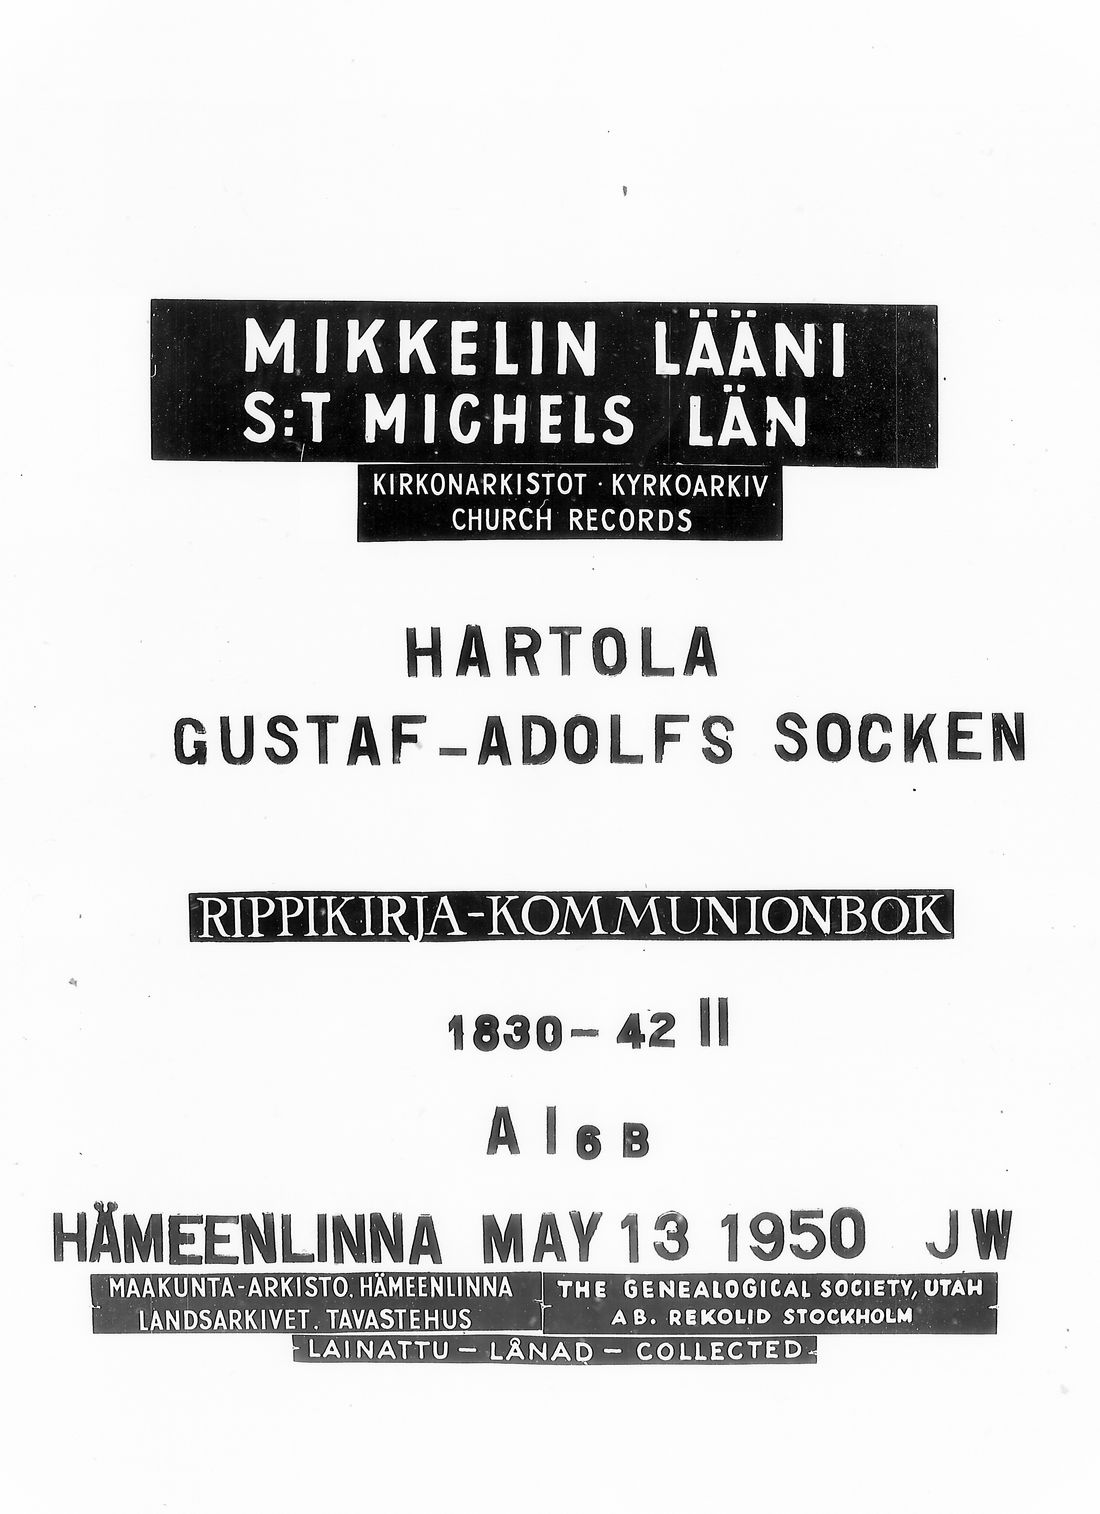 MIKKELIN LÄÄNI
S:T MICHELS LÄN
KIRKONARKISTOT · KYRKOARKIV
CHURCH RECORDS
HARTOLA
GUSTAF-ADOLFS SOCKEN
RIPPIKIRJA-KOMMUNIONBOK
1830-42 II
A I 6 B
HÄMEENLINNA MAY 13 1950 JW
MAAKUNTA-ARKISTO, HÄMEENLINNA
LANDSARKIVET, TAVASTEHUS
THE GENEALOGICAL SOCIETY, UTAH
AB. REKOLID STOCKHOLM
LAINATTU - LÅNAD - COLLECTED